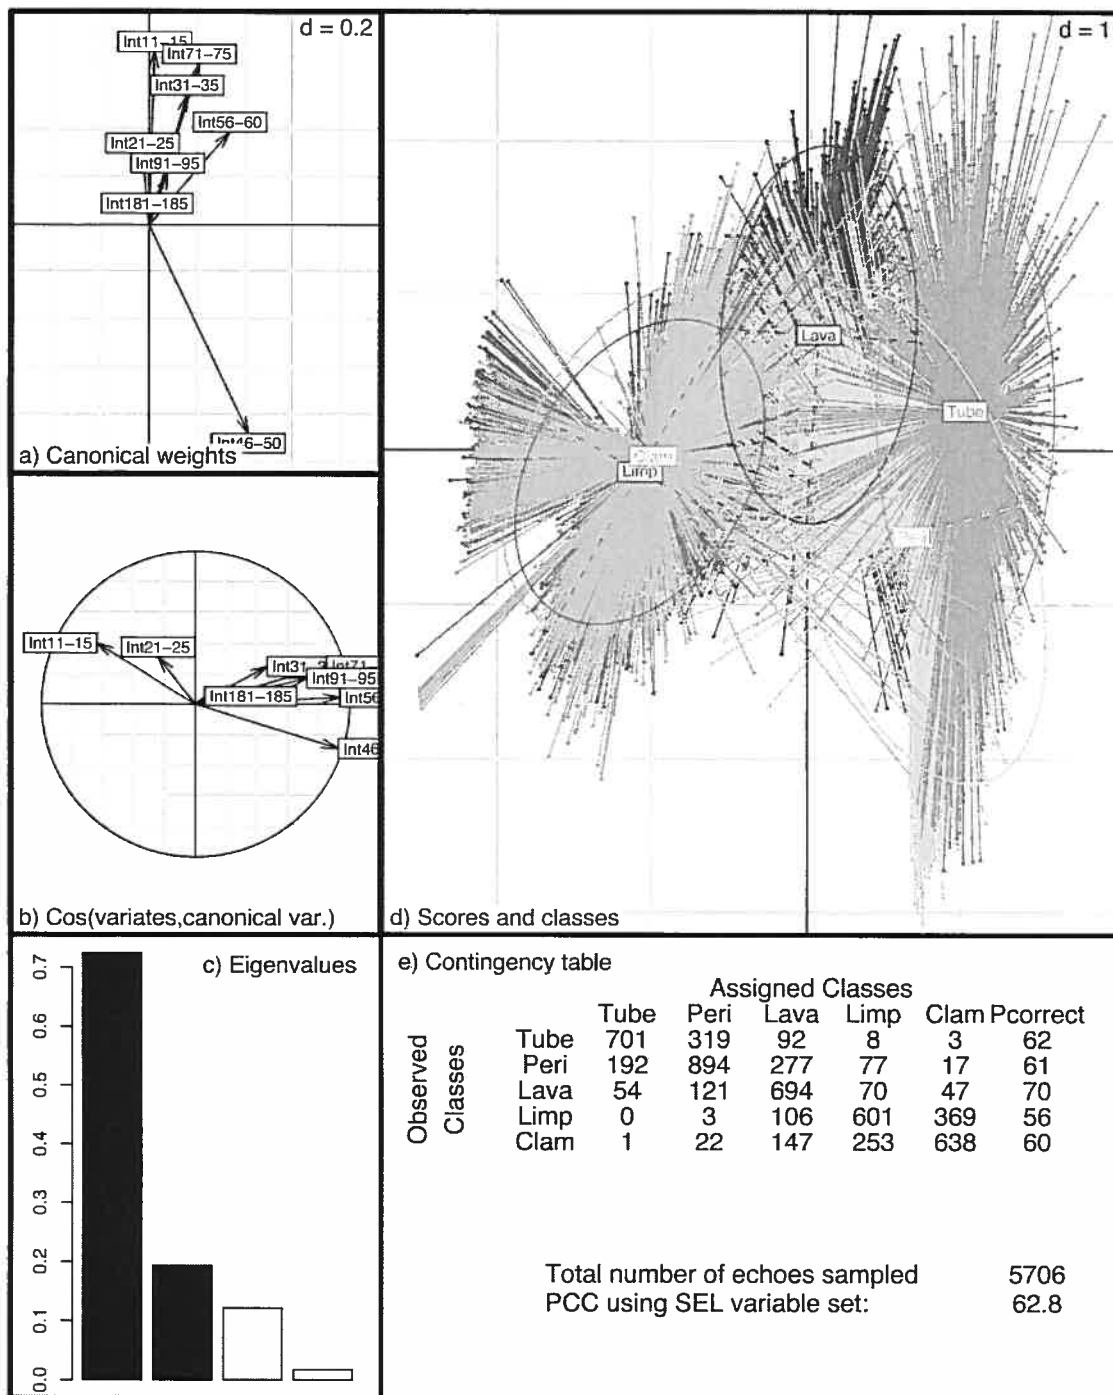 d = 0.2
Int11-15
Int71-75
Int31-35
Int56-60
Int21-25
Int91-95
Int181-185
Int46-50
a) Canonical weights
Int11-15
Int21-25
Int71
Int91-95
Int181-185
Int56
Int46
b) Cos(variates,canonical var.)
c) Eigenvalues
0.7
0.6
0.5
0.4
0.3
0.2
0.1
0.0
d = 1
Lava
Tube
Limp
d) Scores and classes
e) Contingency table
Assigned Classes
Tube Peri Lava Limp Clam Pcorrect
Observed
Classes
Tube 701 319 92 8 3 62
Peri 192 894 277 77 17 61
Lava 54 121 694 70 47 70
Limp 0 3 106 601 369 56
Clam 1 22 147 253 638 60
Total number of echoes sampled 5706
PCC using SEL variable set: 62.8